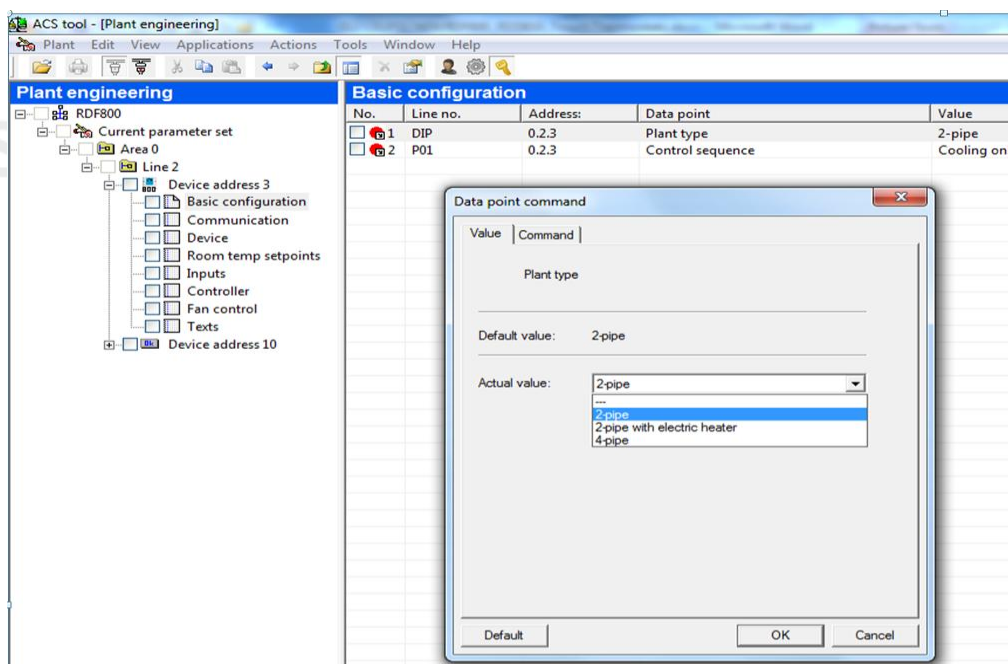 ACS tool - [Plant engineering]
Plant Edit View Applications Actions Tools Window Help
Plant engineering
RDF800
Current parameter set
Area 0
Line 2
Device address 3
Basic configuration
Communication
Device
Room temp setpoints
Inputs
Controller
Fan control
Texts
Device address 10
Basic configuration
No. Line no. Address: Data point Value
1 DIP 0.2.3 Plant type 2-pipe
2 P01 0.2.3 Control sequence Cooling on
Data point command
Value Command
Plant type
Default value: 2-pipe
Actual value: 2-pipe
---
2-pipe
2-pipe with electric heater
4-pipe
Default OK Cancel